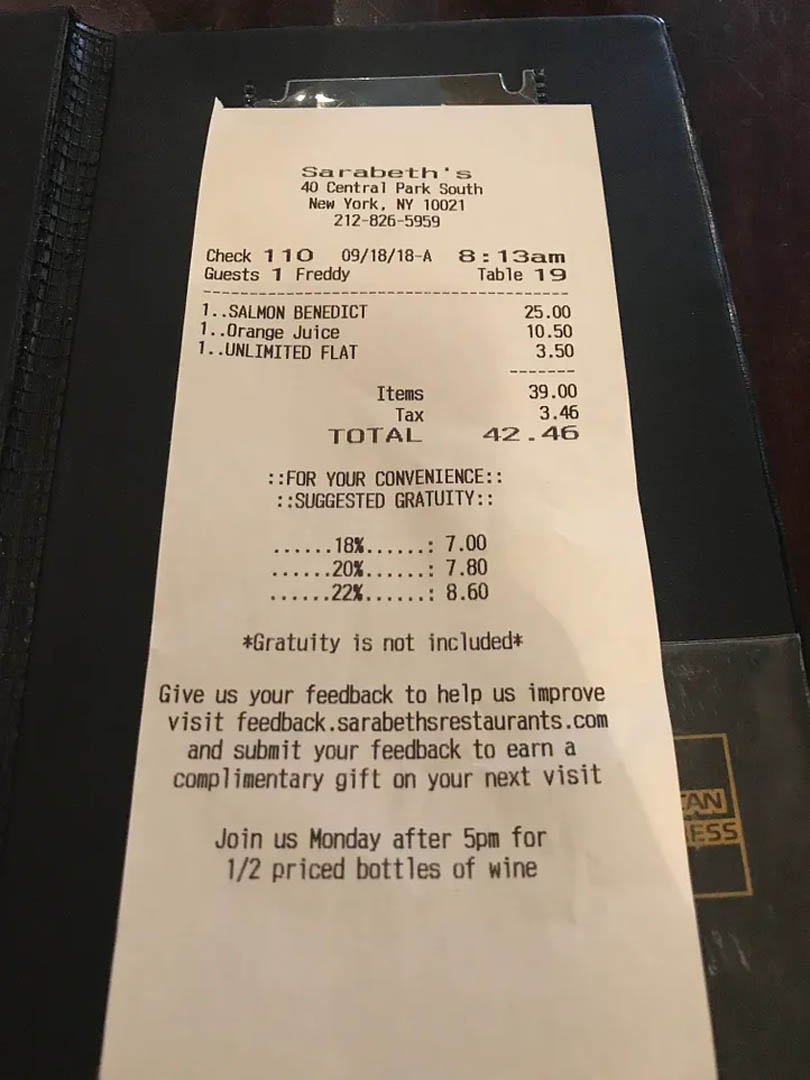 Sarabeth's
40 Central Park South
New York, NY 10021
212-826-5959
Check 110 09/18/18-A 8:13am
Guests 1 Freddy Table 19
1..SALMON BENEDICT 25.00
1..Orange Juice 10.50
1..UNLIMITED FLAT 3.50
Items 39.00
Tax 3.46
TOTAL 42.46
::FOR YOUR CONVENIENCE::
::SUGGESTED GRATUITY::
......18%......: 7.00
......20%......: 7.80
......22%......: 8.60
*Gratuity is not included*
Give us your feedback to help us improve
visit feedback.sarabethsrestaurants.com
and submit your feedback to earn a
complimentary gift on your next visit
Join us Monday after 5pm for
1/2 priced bottles of wine
CAN
RESS